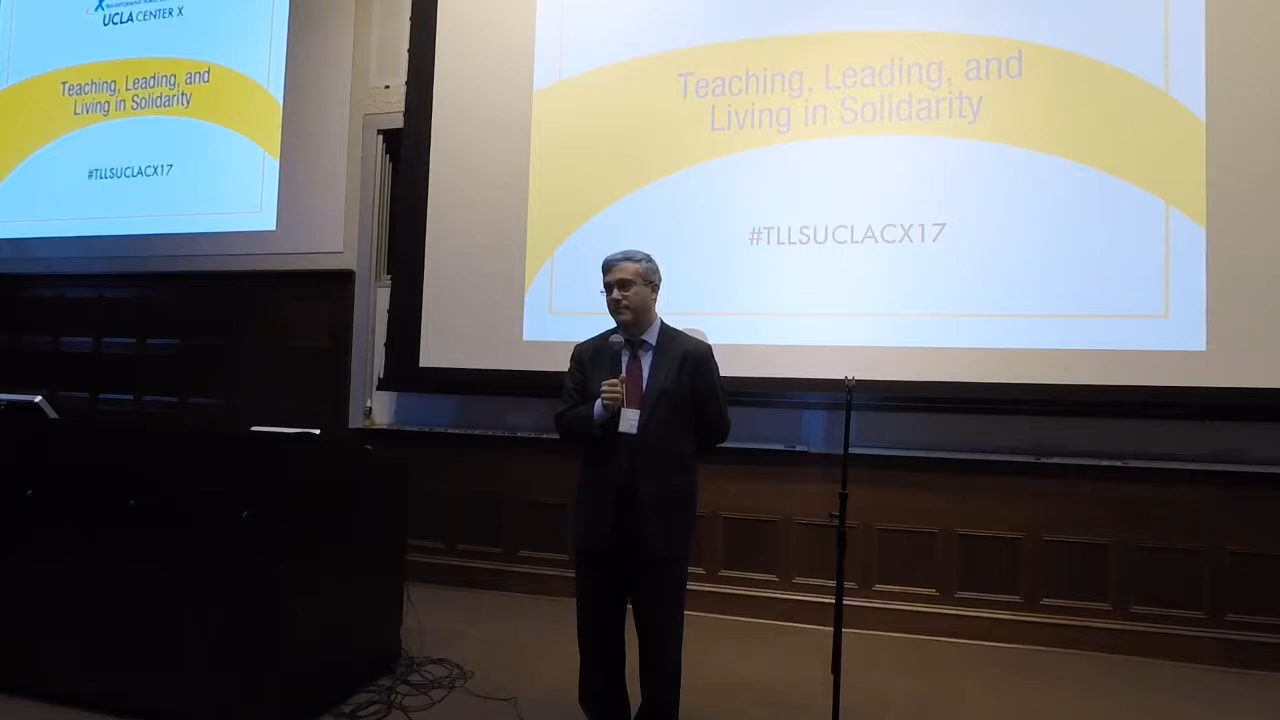 UCLA CENTER X
Teaching, Leading, and
Living in Solidarity
#TLLSUCLACX17
Teaching, Leading, and
Living in Solidarity
#TLLSUCLACX17